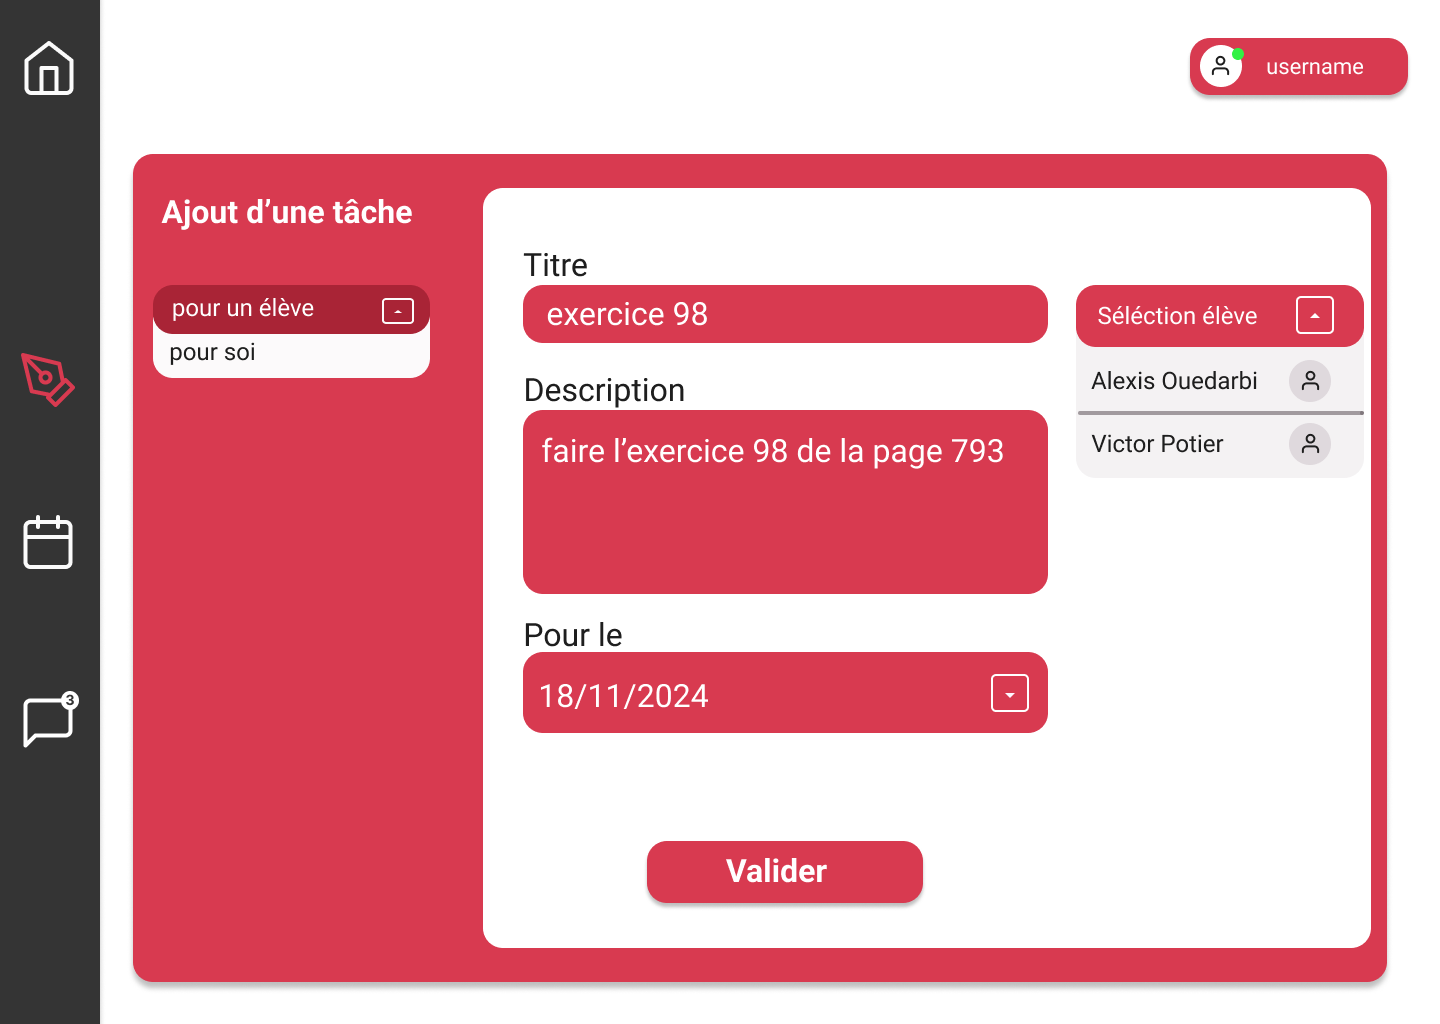 username
Ajout d’une tâche
pour un élève
pour soi
Titre
exercice 98
Description
faire l’exercice 98 de la page 793
Pour le
18/11/2024
Valider
Séléction élève
Alexis Ouedarbi
Victor Potier
3